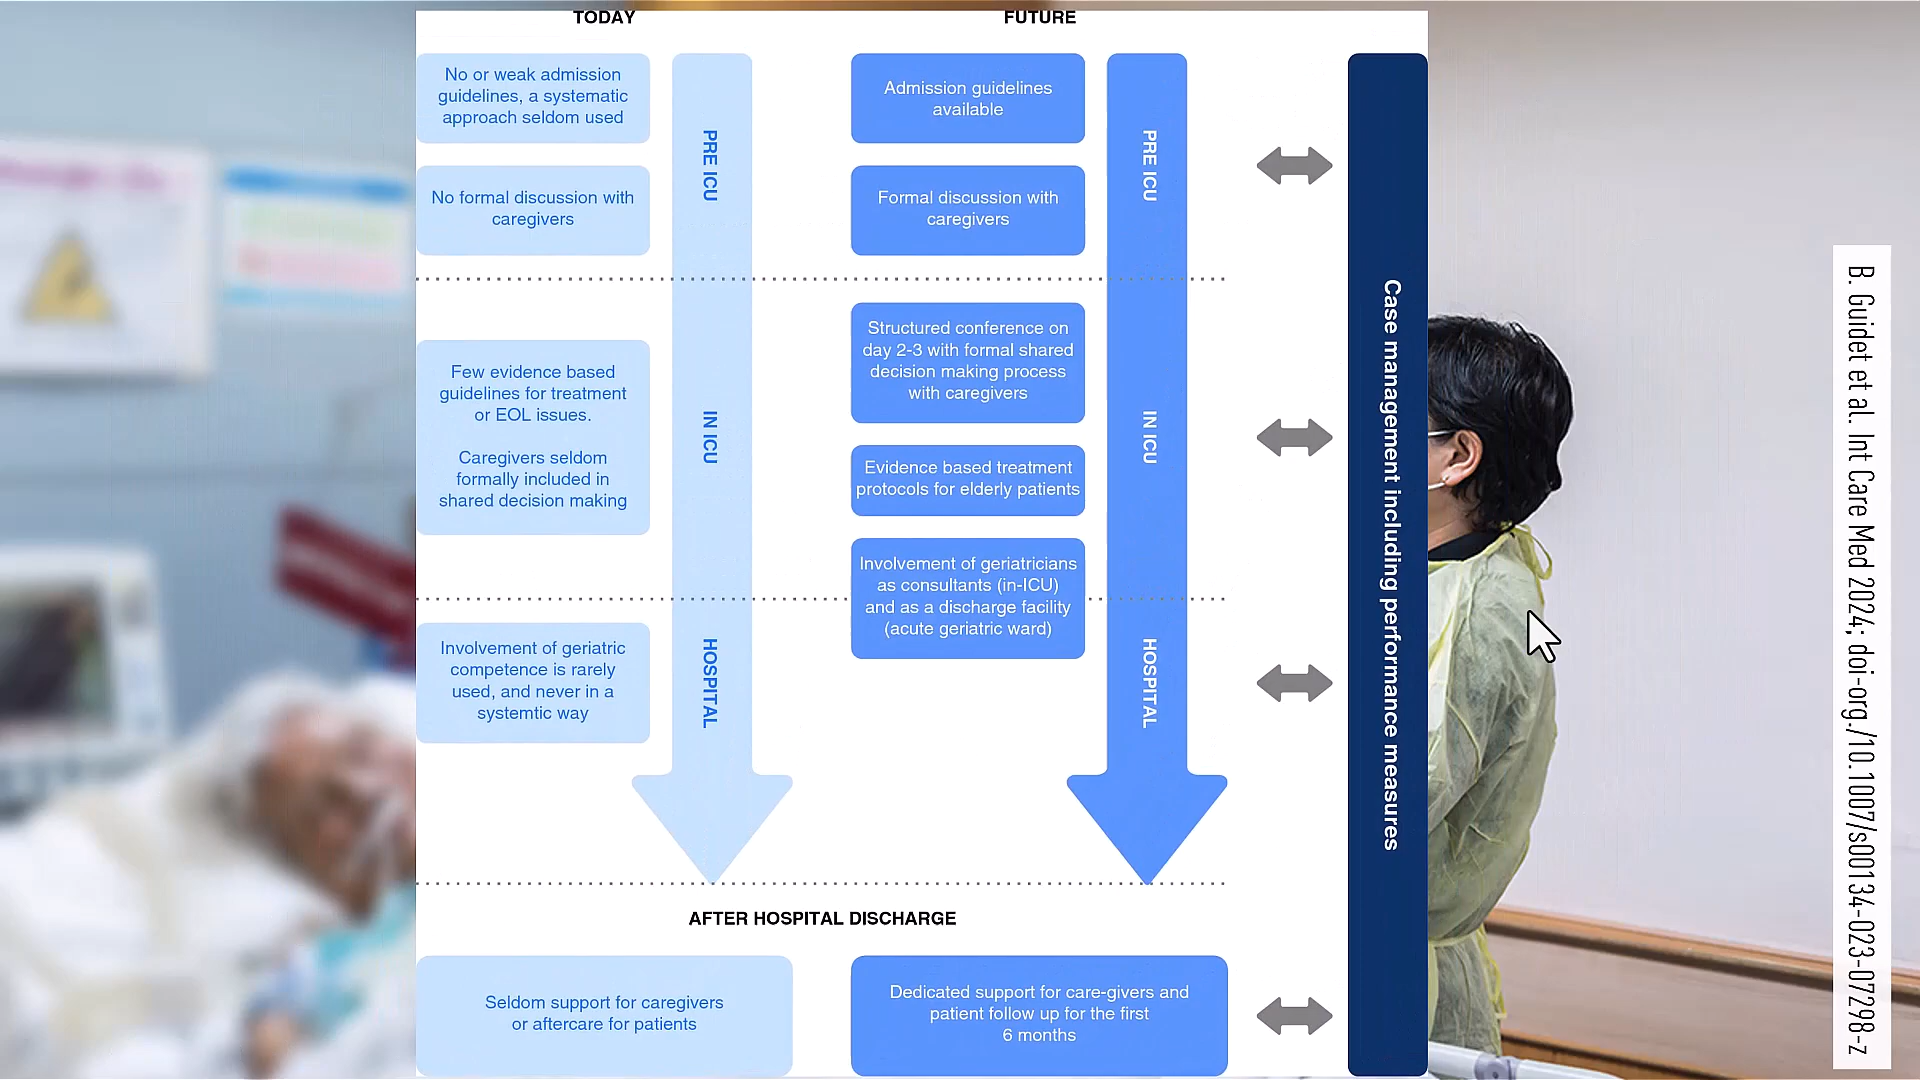 TODAY
FUTURE
No or weak admission
guidelines, a systematic
approach seldom used
No formal discussion with
caregivers
PRE ICU
Admission guidelines
available
Formal discussion with
caregivers
PRE ICU
Few evidence based
guidelines for treatment
or EOL issues.
Caregivers seldom
formally included in
shared decision making
IN ICU
Structured conference on
day 2-3 with formal shared
decision making process
with caregivers
Evidence based treatment
protocols for elderly patients
Involvement of geriatricians
as consultants (in-ICU)
and as a discharge facility
(acute geriatric ward)
IN ICU
Involvement of geriatric
competence is rarely
used, and never in a
systemtic way
HOSPITAL
HOSPITAL
AFTER HOSPITAL DISCHARGE
Seldom support for caregivers
or aftercare for patients
Dedicated support for care-givers and
patient follow up for the first
6 months
Case management including performance measures
B. Guidet et al. Int Care Med 2024; doi-org./10.1007/s00134-023-07298-z